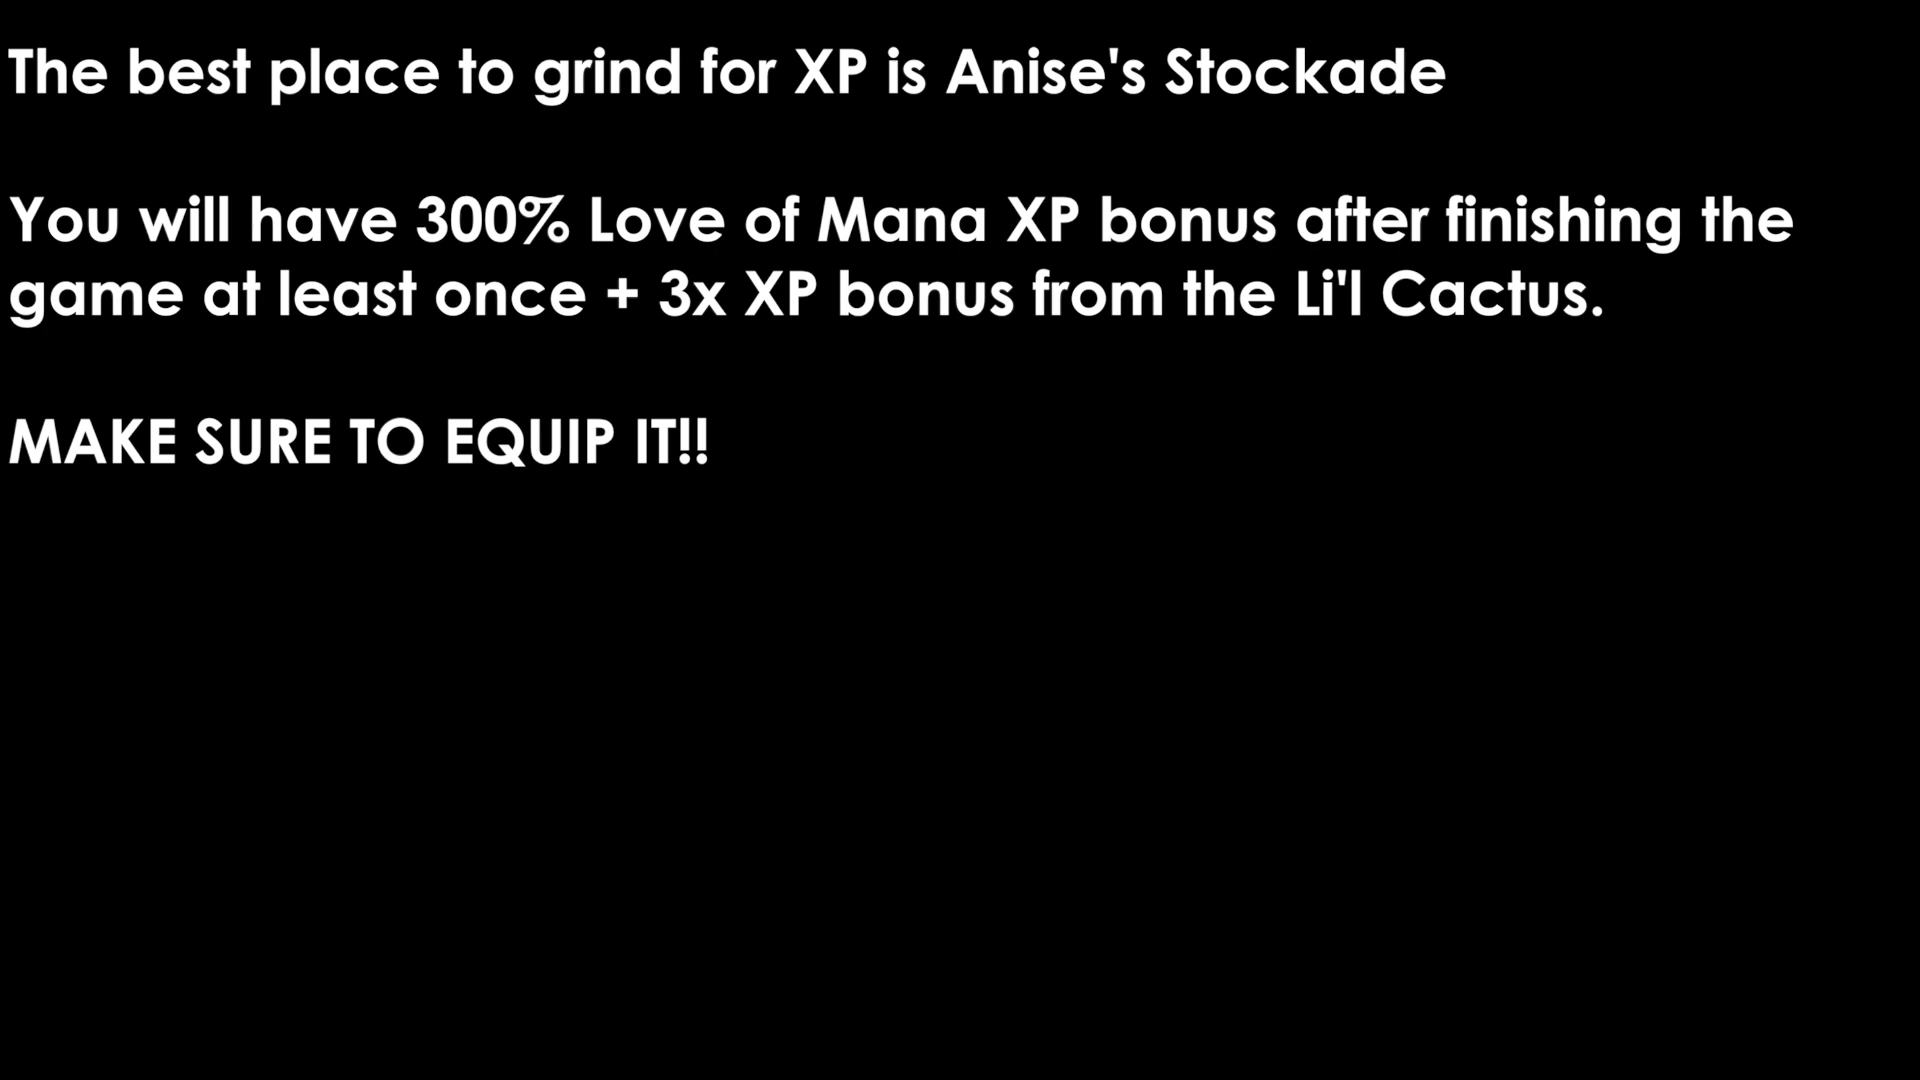 The best place to grind for XP is Anise's Stockade
You will have 300% Love of Mana XP bonus after finishing the
game at least once + 3x XP bonus from the Li'l Cactus.
MAKE SURE TO EQUIP IT!!